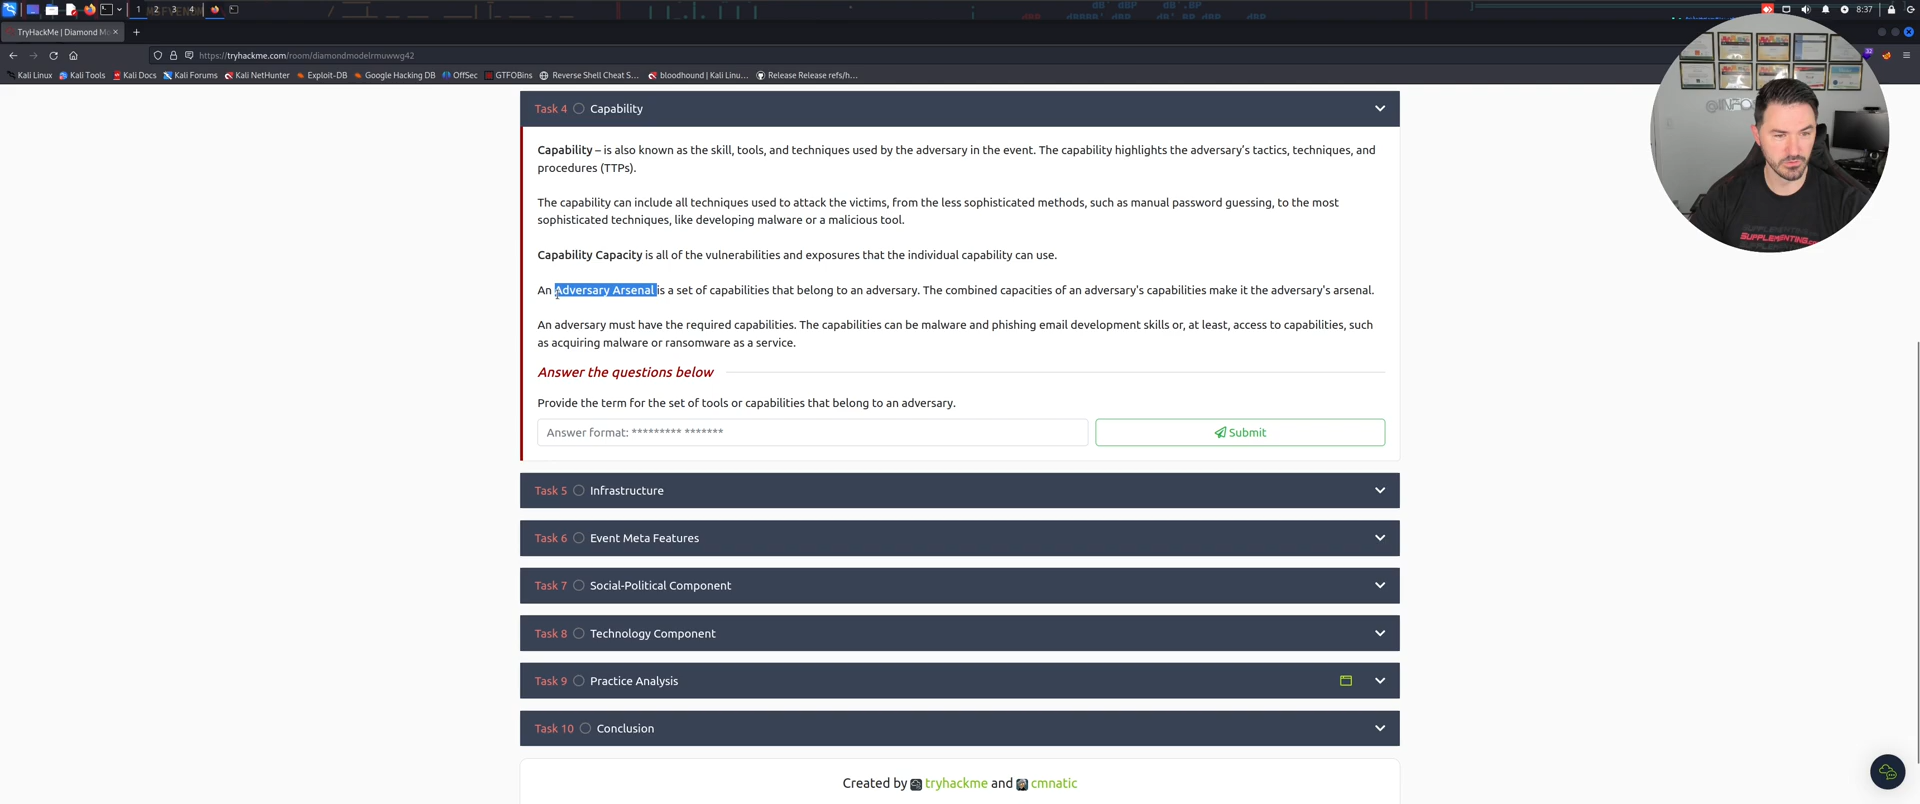 1 2 3 4 8:37
TryHackMe | Diamond Mo × +
https://tryhackme.com/room/diamondmodelrmuwwg42
Kali Linux Kali Tools Kali Docs Kali Forums Kali NetHunter Exploit-DB Google Hacking DB OffSec GTFOBins Reverse Shell Cheat S... bloodhound | Kali Linu... Release Release refs/h...
Task 4 Capability
Capability – is also known as the skill, tools, and techniques used by the adversary in the event. The capability highlights the adversary's tactics, techniques, and
procedures (TTPs).
The capability can include all techniques used to attack the victims, from the less sophisticated methods, such as manual password guessing, to the most
sophisticated techniques, like developing malware or a malicious tool.
Capability Capacity is all of the vulnerabilities and exposures that the individual capability can use.
An Adversary Arsenal is a set of capabilities that belong to an adversary. The combined capacities of an adversary's capabilities make it the adversary's arsenal.
An adversary must have the required capabilities. The capabilities can be malware and phishing email development skills or, at least, access to capabilities, such
as acquiring malware or ransomware as a service.
Answer the questions below
Provide the term for the set of tools or capabilities that belong to an adversary.
Answer format: ********* *******
Submit
Task 5 Infrastructure
Task 6 Event Meta Features
Task 7 Social-Political Component
Task 8 Technology Component
Task 9 Practice Analysis
Task 10 Conclusion
Created by tryhackme and cmnatic